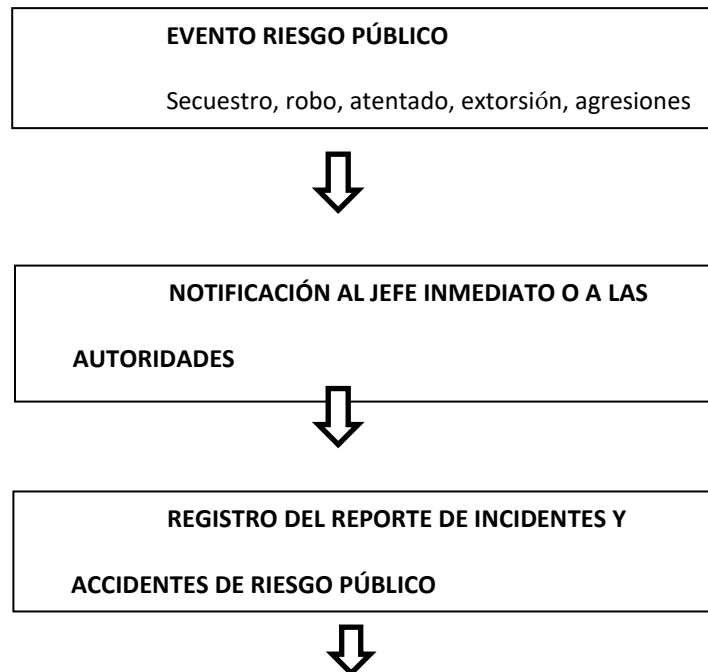 EVENTO RIESGO PÚBLICO
Secuestro, robo, atentado, extorsión, agresiones
NOTIFICACIÓN AL JEFE INMEDIATO O A LAS
AUTORIDADES
REGISTRO DEL REPORTE DE INCIDENTES Y
ACCIDENTES DE RIESGO PÚBLICO